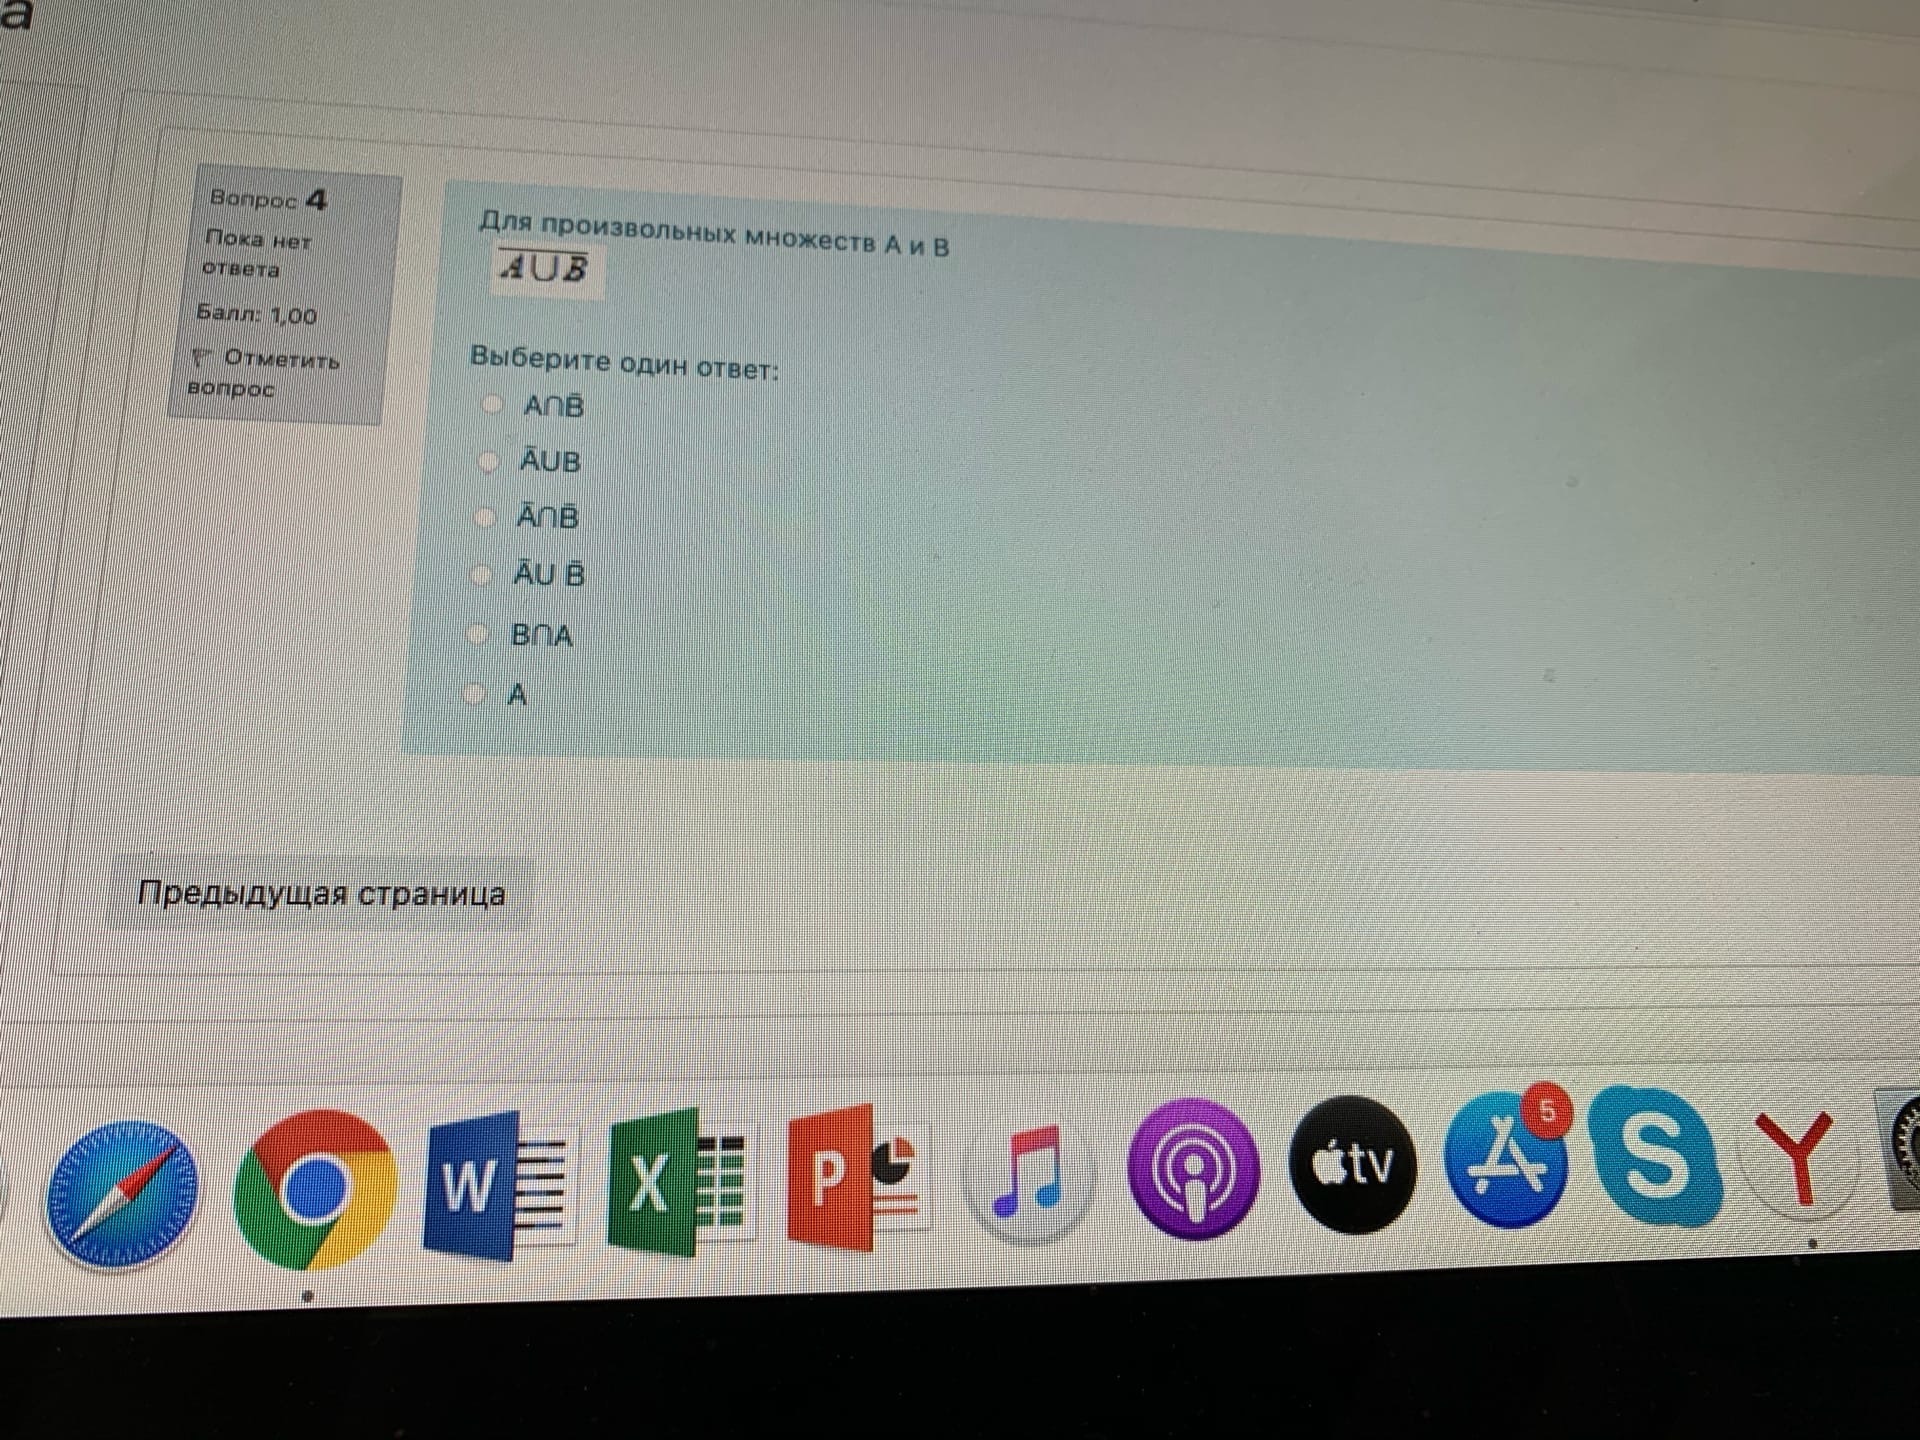 а
Вопрос 4
Пока нет
ответа
Балл: 1,00
Отметить
вопрос
Для произвольных множеств А и В
A̅ ̅∪̅ ̅B̅
Выберите один ответ:
A∩B̄
ĀUB
Ā∩B̄
ĀU B̄
B∩A
A
Предыдущая страница
W
X
P
tv
5
S
Y